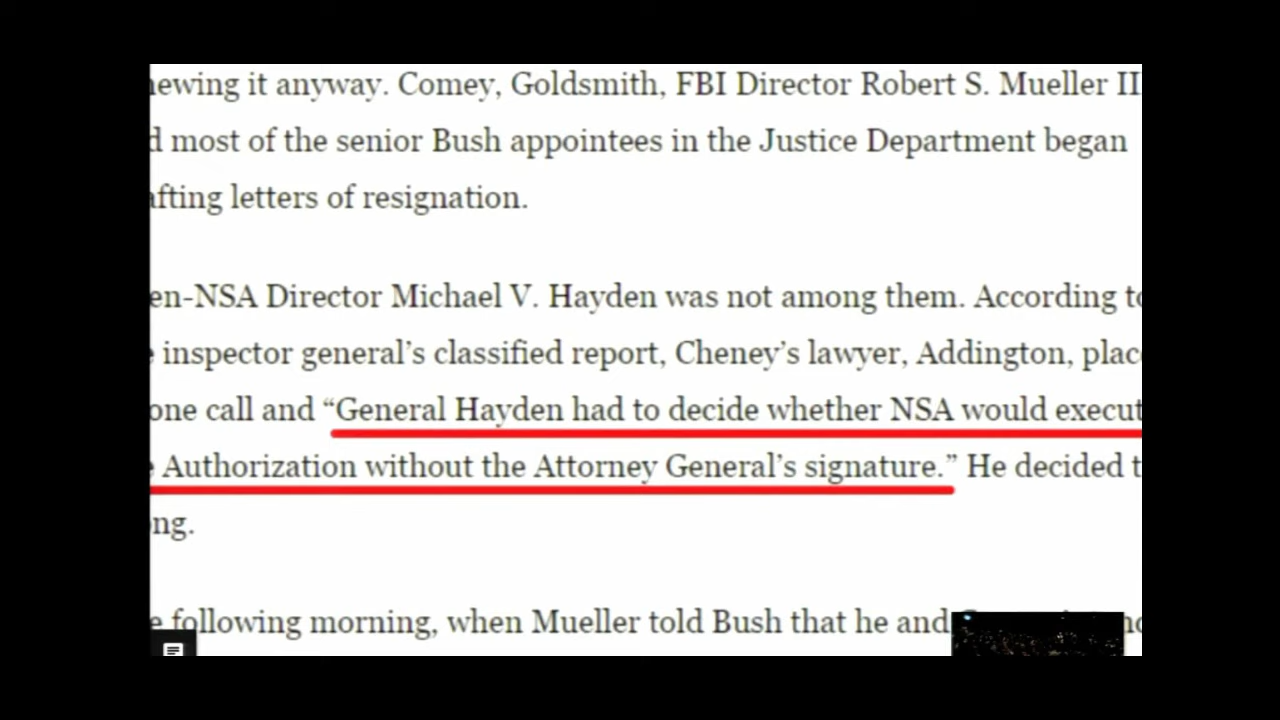 newing it anyway. Comey, Goldsmith, FBI Director Robert S. Mueller II
d most of the senior Bush appointees in the Justice Department began
afting letters of resignation.
en-NSA Director Michael V. Hayden was not among them. According to
e inspector general’s classified report, Cheney’s lawyer, Addington, plac
one call and “General Hayden had to decide whether NSA would execut
e Authorization without the Attorney General’s signature.” He decided t
ong.
e following morning, when Mueller told Bush that he and